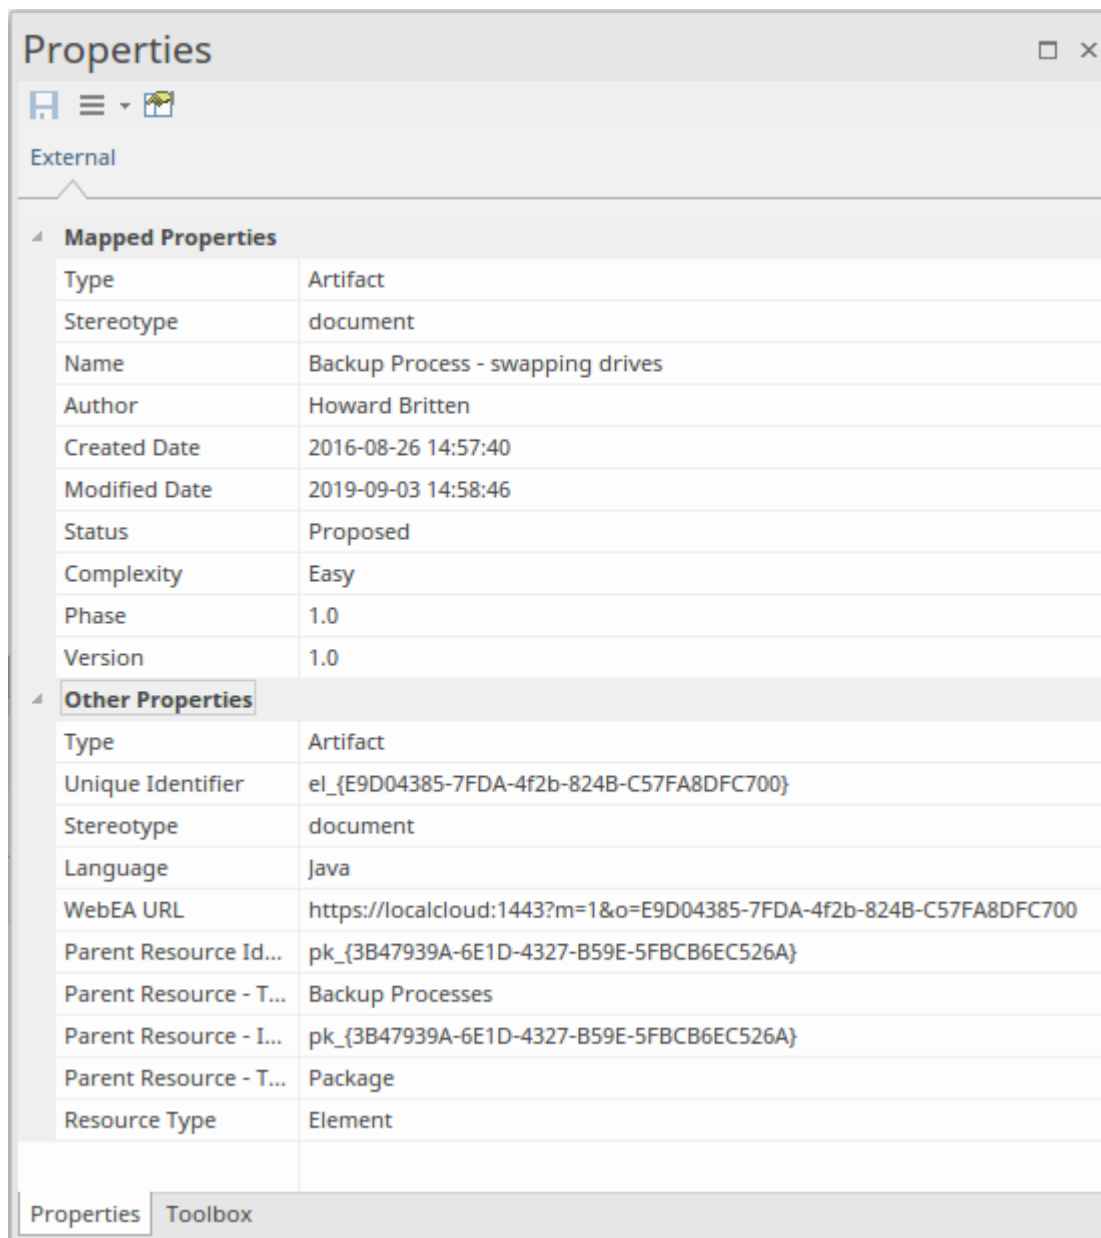 Properties
External
Mapped Properties
Type Artifact
Stereotype document
Name Backup Process - swapping drives
Author Howard Britten
Created Date 2016-08-26 14:57:40
Modified Date 2019-09-03 14:58:46
Status Proposed
Complexity Easy
Phase 1.0
Version 1.0
Other Properties
Type Artifact
Unique Identifier el_{E9D04385-7FDA-4f2b-824B-C57FA8DFC700}
Stereotype document
Language Java
WebEA URL https://localcloud:1443?m=1&o=E9D04385-7FDA-4f2b-824B-C57FA8DFC700
Parent Resource Id... pk_{3B47939A-6E1D-4327-B59E-5FBCB6EC526A}
Parent Resource - T... Backup Processes
Parent Resource - I... pk_{3B47939A-6E1D-4327-B59E-5FBCB6EC526A}
Parent Resource - T... Package
Resource Type Element
Properties Toolbox